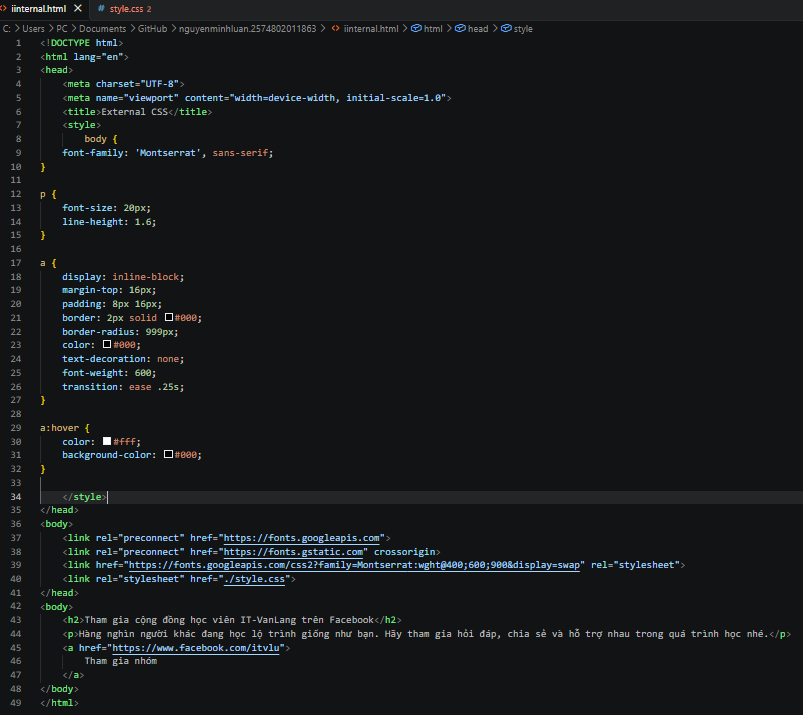 iinternal.html
# style.css 2
C: > Users > PC > Documents > GitHub > nguyenminhluan.2574802011863 > iinternal.html > html > head > style
1 <!DOCTYPE html>
2 <html lang="en">
3 <head>
4 <meta charset="UTF-8">
5 <meta name="viewport" content="width=device-width, initial-scale=1.0">
6 <title>External CSS</title>
7 <style>
8 body {
9 font-family: 'Montserrat', sans-serif;
10 }
11
12 p {
13 font-size: 20px;
14 line-height: 1.6;
15 }
16
17 a {
18 display: inline-block;
19 margin-top: 16px;
20 padding: 8px 16px;
21 border: 2px solid #000;
22 border-radius: 999px;
23 color: #000;
24 text-decoration: none;
25 font-weight: 600;
26 transition: ease .25s;
27 }
28
29 a:hover {
30 color: #fff;
31 background-color: #000;
32 }
33
34 </style>
35 </head>
36 <body>
37 <link rel="preconnect" href="https://fonts.googleapis.com">
38 <link rel="preconnect" href="https://fonts.gstatic.com" crossorigin>
39 <link href="https://fonts.googleapis.com/css2?family=Montserrat:wght@400;600;900&display=swap" rel="stylesheet">
40 <link rel="stylesheet" href="./style.css">
41 </head>
42 <body>
43 <h2>Tham gia cộng đồng học viên IT-VanLang trên Facebook</h2>
44 <p>Hàng nghìn người khác đang học lộ trình giống như bạn. Hãy tham gia hỏi đáp, chia sẻ và hỗ trợ nhau trong quá trình học nhé.</p>
45 <a href="https://www.facebook.com/itvlu">
46 Tham gia nhóm
47 </a>
48 </body>
49 </html>